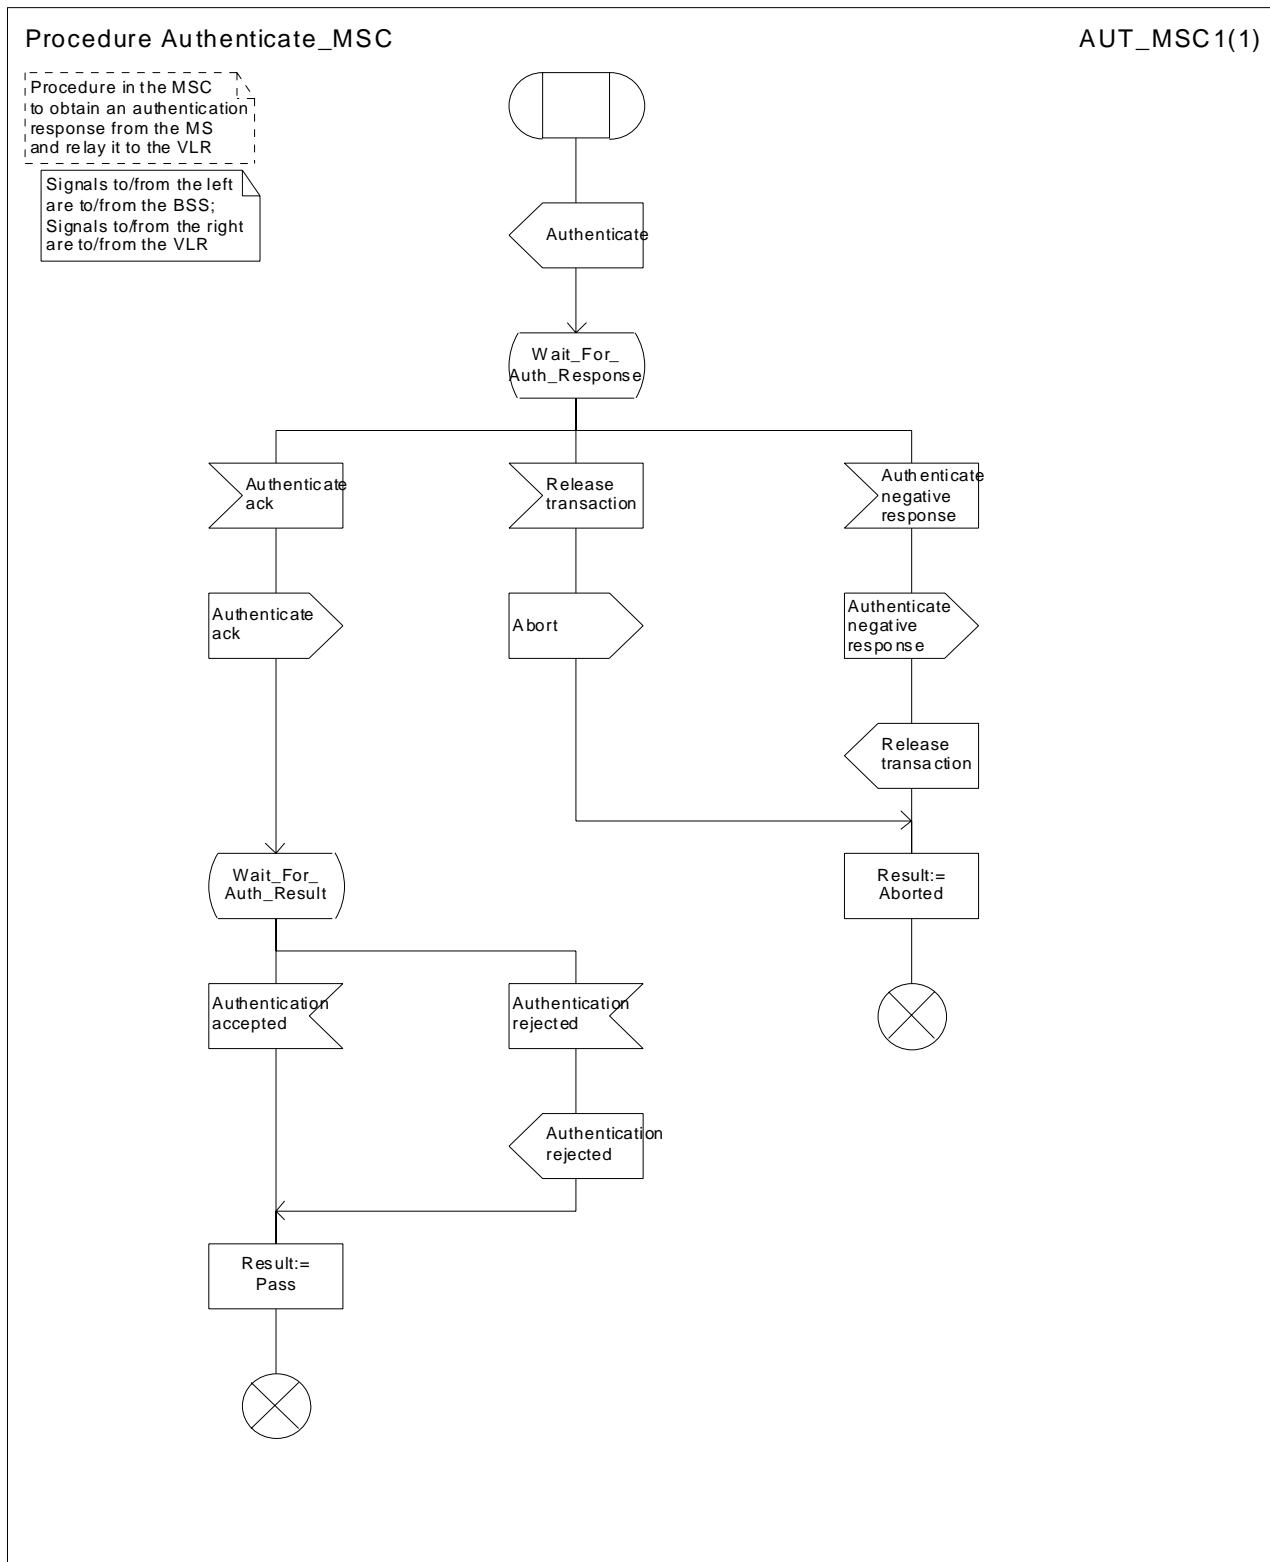 Procedure Authenticate_MSC
AUT_MSC1(1)
Procedure in the MSC
to obtain an authentication
response from the MS
and relay it to the VLR
Signals to/from the left
are to/from the BSS;
Signals to/from the right
are to/from the VLR
Authenticate
Wait_For_
Auth_Response
Authenticate
ack
Release
transaction
Authenticate
negative
response
Authenticate
ack
Abort
Authenticate
negative
response
Release
transaction
Wait_For_
Auth_Result
Result:=
Aborted
Authentication
accepted
Authentication
rejected
Authentication
rejected
Result:=
Pass